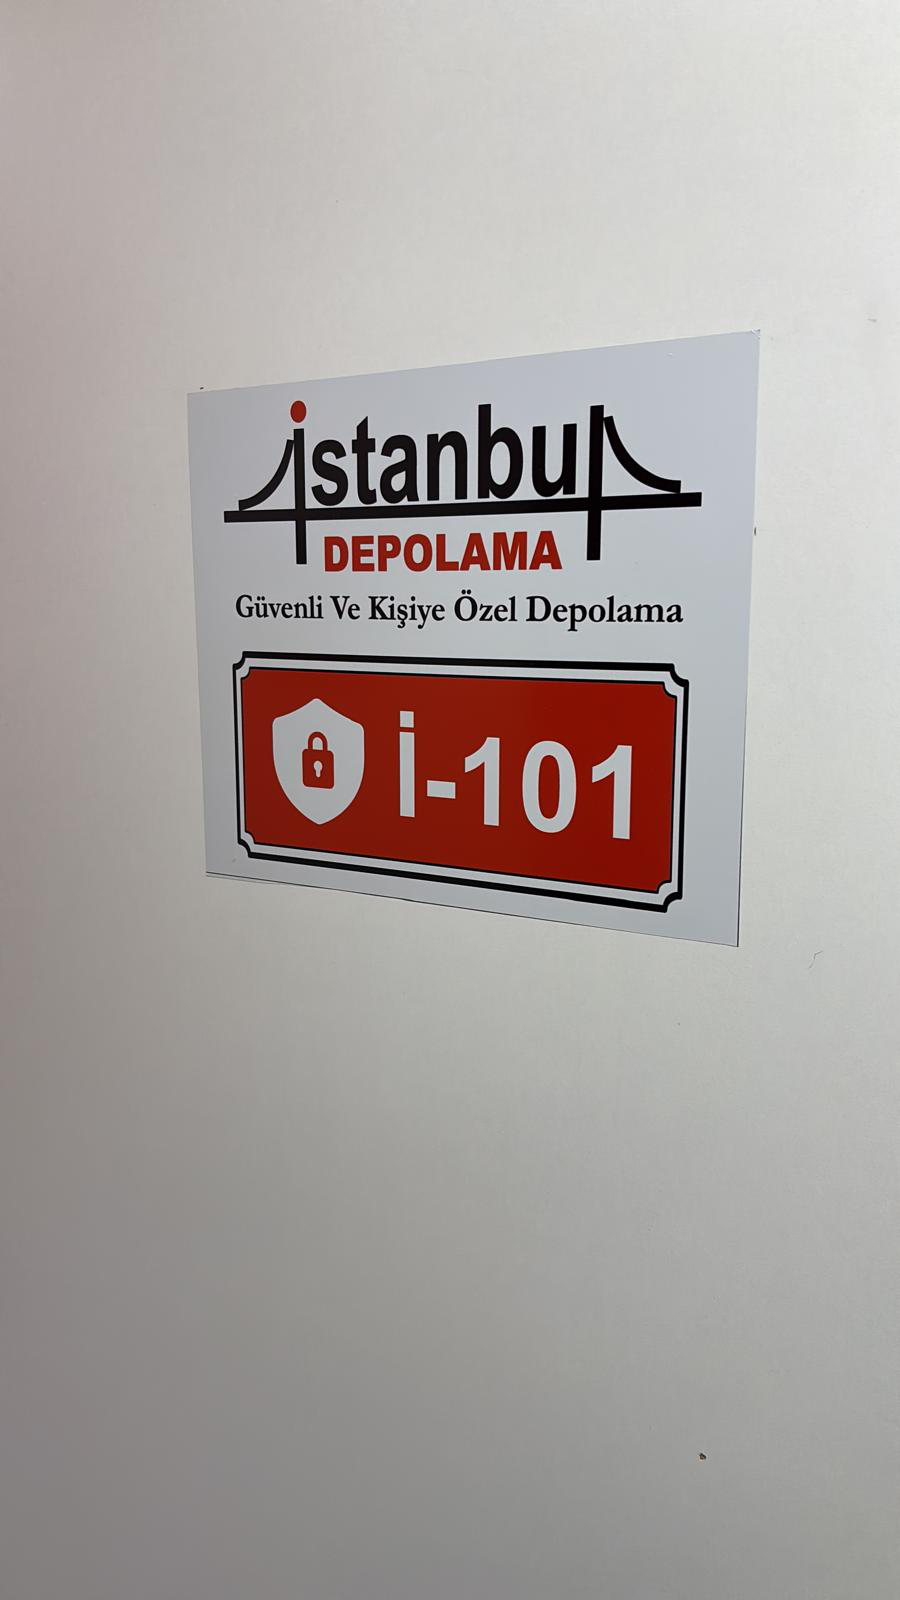 istanbul
DEPOLAMA
Güvenli Ve Kişiye Özel Depolama
İ-101